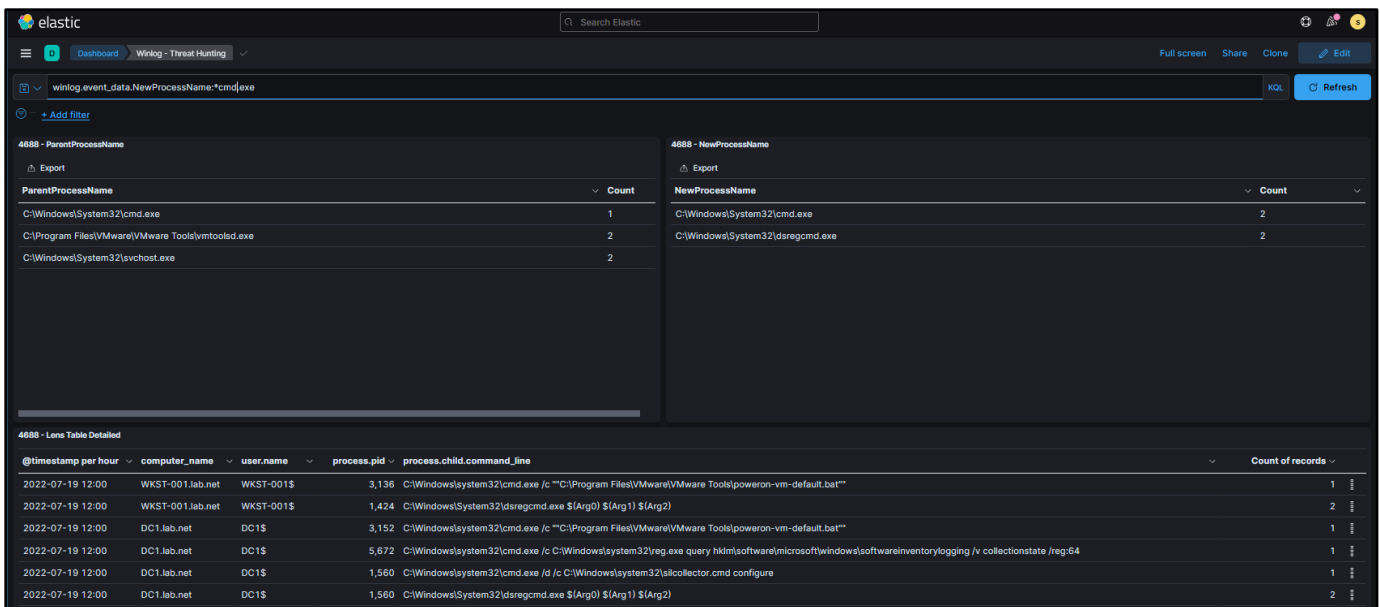 elastic
Search Elastic
s
D Dashboard Winlog - Threat Hunting Full screen Share Clone Edit
winlog.event_data.NewProcessName:*cmd.exe KQL Refresh
+ Add filter
4688 - ParentProcessName
Export
ParentProcessName Count
C:\Windows\System32\cmd.exe 1
C:\Program Files\VMware\VMware Tools\vmtoolsd.exe 2
C:\Windows\System32\svchost.exe 2
4688 - NewProcessName
Export
NewProcessName Count
C:\Windows\System32\cmd.exe 2
C:\Windows\System32\dsregcmd.exe 2
4688 - Lens Table Detailed
@timestamp per hour computer_name user.name process.pid process.child.command_line Count of records
2022-07-19 12:00 WKST-001.lab.net WKST-001$ 3,136 C:\Windows\system32\cmd.exe /c ""C:\Program Files\VMware\VMware Tools\poweron-vm-default.bat"" 1
2022-07-19 12:00 WKST-001.lab.net WKST-001$ 1,424 C:\Windows\System32\dsregcmd.exe $(Arg0) $(Arg1) $(Arg2) 2
2022-07-19 12:00 DC1.lab.net DC1$ 3,152 C:\Windows\system32\cmd.exe /c ""C:\Program Files\VMware\VMware Tools\poweron-vm-default.bat"" 1
2022-07-19 12:00 DC1.lab.net DC1$ 5,672 C:\Windows\system32\cmd.exe /c C:\Windows\system32\reg.exe query hklm\software\microsoft\windows\softwareinventorylogging /v collectionstate /reg:64 1
2022-07-19 12:00 DC1.lab.net DC1$ 1,560 C:\Windows\system32\cmd.exe /d /c C:\Windows\system32\silcollector.cmd configure 1
2022-07-19 12:00 DC1.lab.net DC1$ 1,560 C:\Windows\System32\dsregcmd.exe $(Arg0) $(Arg1) $(Arg2) 2